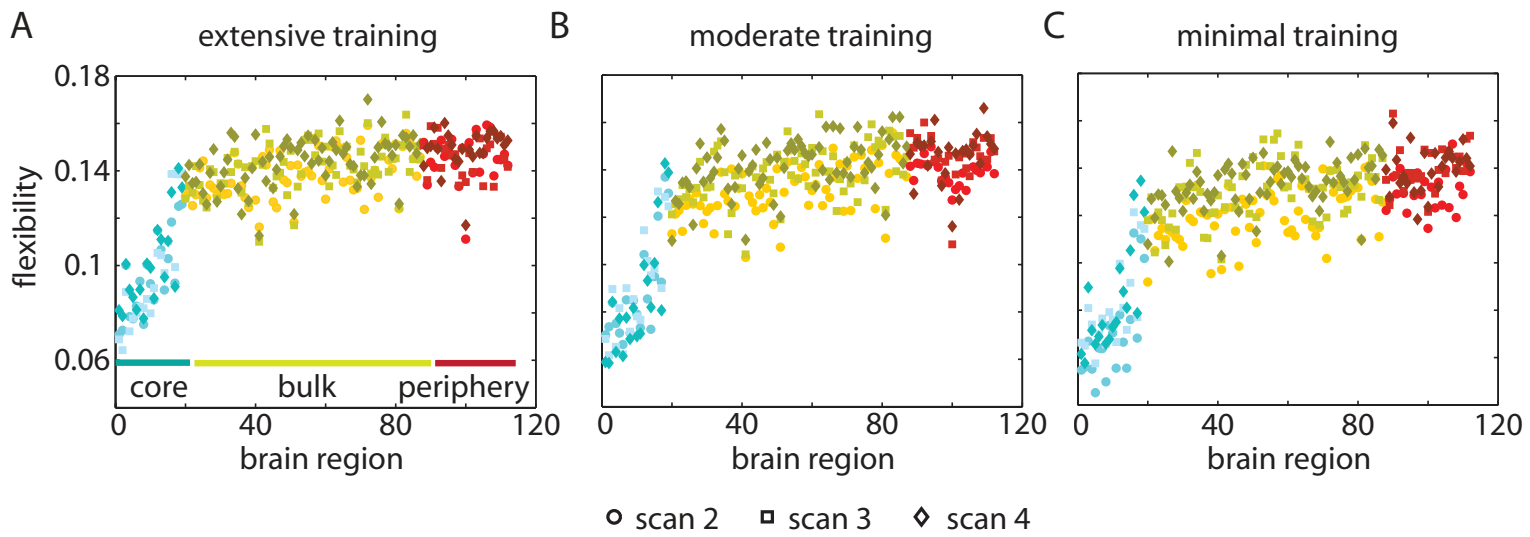 A
extensive training
B
moderate training
C
minimal training
flexibility
0.18
0.14
0.1
0.06
core
bulk
periphery
0
40
80
120
0
40
80
120
0
40
80
120
brain region
brain region
brain region
scan 2
scan 3
scan 4